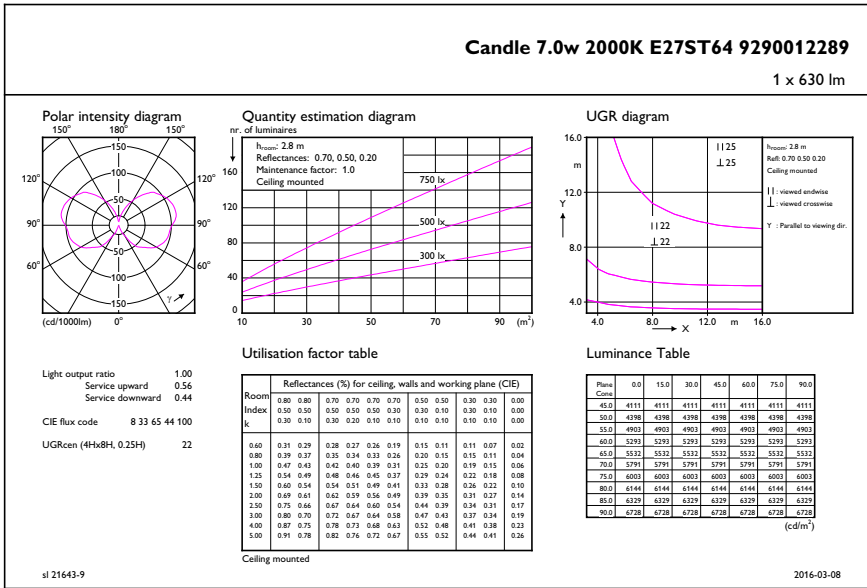 Candle 7.0w 2000K E27ST64 9290012289
1 x 630 lm
Polar intensity diagram
150° 180° 150°
120° 120°
90° 90°
60° 60°
150
100
50
50
100
150
γ
(cd/1000lm) 0°
Quantity estimation diagram
nr. of luminaires
hroom: 2.8 m
Reflectances: 0.70, 0.50, 0.20
Maintenance factor: 1.0
Ceiling mounted
160
120
80
40
0
750 lx
500 lx
300 lx
10 30 50 70 90 (m²)
UGR diagram
16.0
m
12.0
Y
8.0
4.0
II 25
⊥ 25
II 22
⊥ 22
4.0 8.0 12.0 m 16.0
X
hroom: 2.8 m
Refl: 0.70 0.50 0.20
Ceiling mounted
II : viewed endwise
⊥ : viewed crosswise
Y : Parallel to viewing dir.
Light output ratio 1.00
Service upward 0.56
Service downward 0.44
CIE flux code 8 33 65 44 100
UGRcen (4Hx8H, 0.25H) 22
Utilisation factor table
Room Index k
Reflectances (%) for ceiling, walls and working plane (CIE)
0.80 0.80 0.70 0.70 0.70 0.70 0.50 0.50 0.30 0.30 0.00
0.50 0.50 0.50 0.50 0.50 0.30 0.30 0.10 0.30 0.10 0.00
0.30 0.10 0.30 0.20 0.10 0.10 0.10 0.10 0.10 0.10 0.00
0.60 0.31 0.29 0.28 0.27 0.26 0.19 0.15 0.11 0.11 0.07 0.02
0.80 0.39 0.37 0.35 0.34 0.33 0.26 0.20 0.15 0.15 0.11 0.04
1.00 0.47 0.43 0.42 0.40 0.39 0.31 0.25 0.20 0.19 0.15 0.06
1.25 0.54 0.49 0.48 0.46 0.45 0.37 0.29 0.24 0.22 0.18 0.08
1.50 0.60 0.54 0.54 0.51 0.49 0.41 0.33 0.28 0.26 0.22 0.10
2.00 0.69 0.61 0.62 0.59 0.56 0.49 0.39 0.35 0.31 0.27 0.14
2.50 0.75 0.66 0.67 0.64 0.60 0.54 0.44 0.39 0.34 0.31 0.17
3.00 0.80 0.70 0.72 0.67 0.64 0.58 0.47 0.43 0.37 0.34 0.19
4.00 0.87 0.75 0.78 0.73 0.68 0.63 0.52 0.48 0.41 0.38 0.23
5.00 0.91 0.78 0.82 0.76 0.72 0.67 0.55 0.52 0.44 0.41 0.26
Ceiling mounted
Luminance Table
Plane Cone 0.0 15.0 30.0 45.0 60.0 75.0 90.0
45.0 4111 4111 4111 4111 4111 4111 4111
50.0 4398 4398 4398 4398 4398 4398 4398
55.0 4903 4903 4903 4903 4903 4903 4903
60.0 5293 5293 5293 5293 5293 5293 5293
65.0 5532 5532 5532 5532 5532 5532 5532
70.0 5791 5791 5791 5791 5791 5791 5791
75.0 6003 6003 6003 6003 6003 6003 6003
80.0 6144 6144 6144 6144 6144 6144 6144
85.0 6329 6329 6329 6329 6329 6329 6329
90.0 6728 6728 6728 6728 6728 6728 6728
(cd/m²)
sl 21643-9
2016-03-08